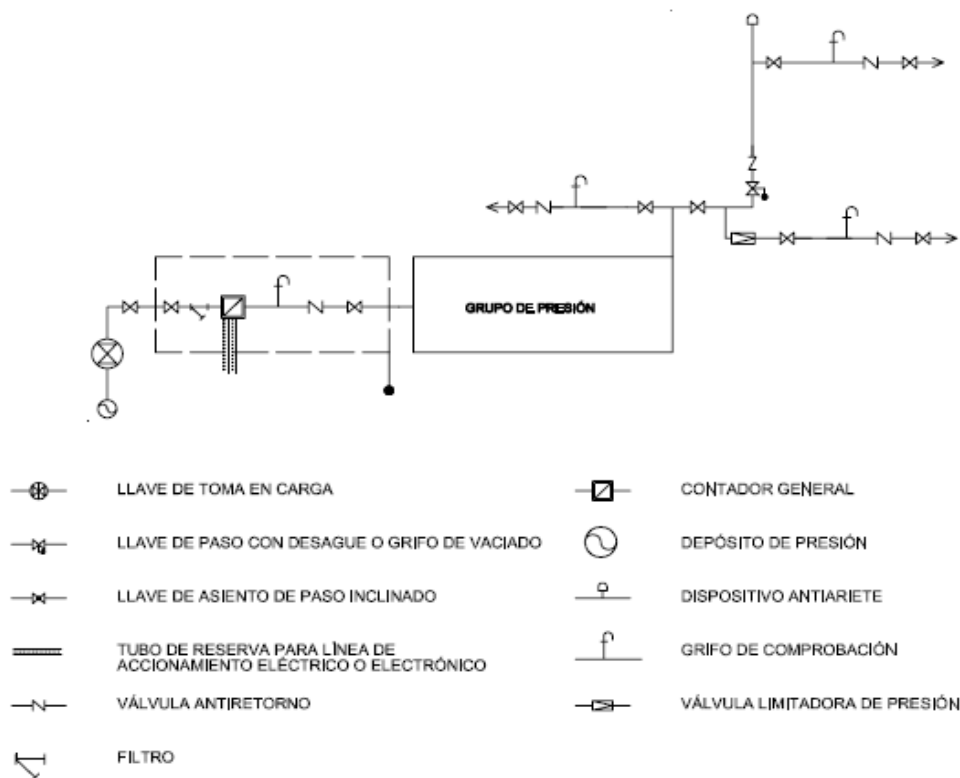 GRUPO DE PRESIÓN
LLAVE DE TOMA EN CARGA
LLAVE DE PASO CON DESAGUE O GRIFO DE VACIADO
LLAVE DE ASIENTO DE PASO INCLINADO
TUBO DE RESERVA PARA LÍNEA DE
ACCIONAMIENTO ELÉCTRICO O ELECTRÓNICO
VÁLVULA ANTIRETORNO
FILTRO
CONTADOR GENERAL
DEPÓSITO DE PRESIÓN
DISPOSITIVO ANTIARIETE
GRIFO DE COMPROBACIÓN
VÁLVULA LIMITADORA DE PRESIÓN